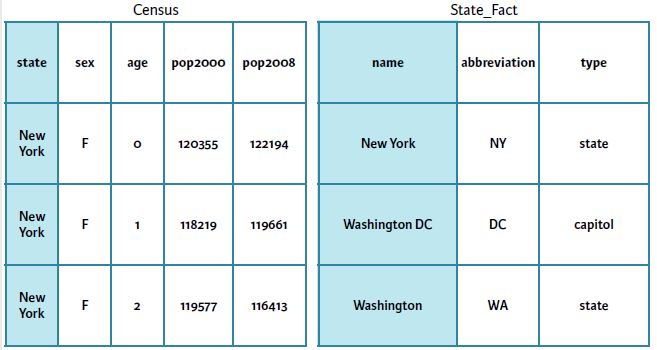 Census
state sex age pop2000 pop2008
New York F 0 120355 122194
New York F 1 118219 119661
New York F 2 119577 116413
State_Fact
name abbreviation type
New York NY state
Washington DC DC capitol
Washington WA state